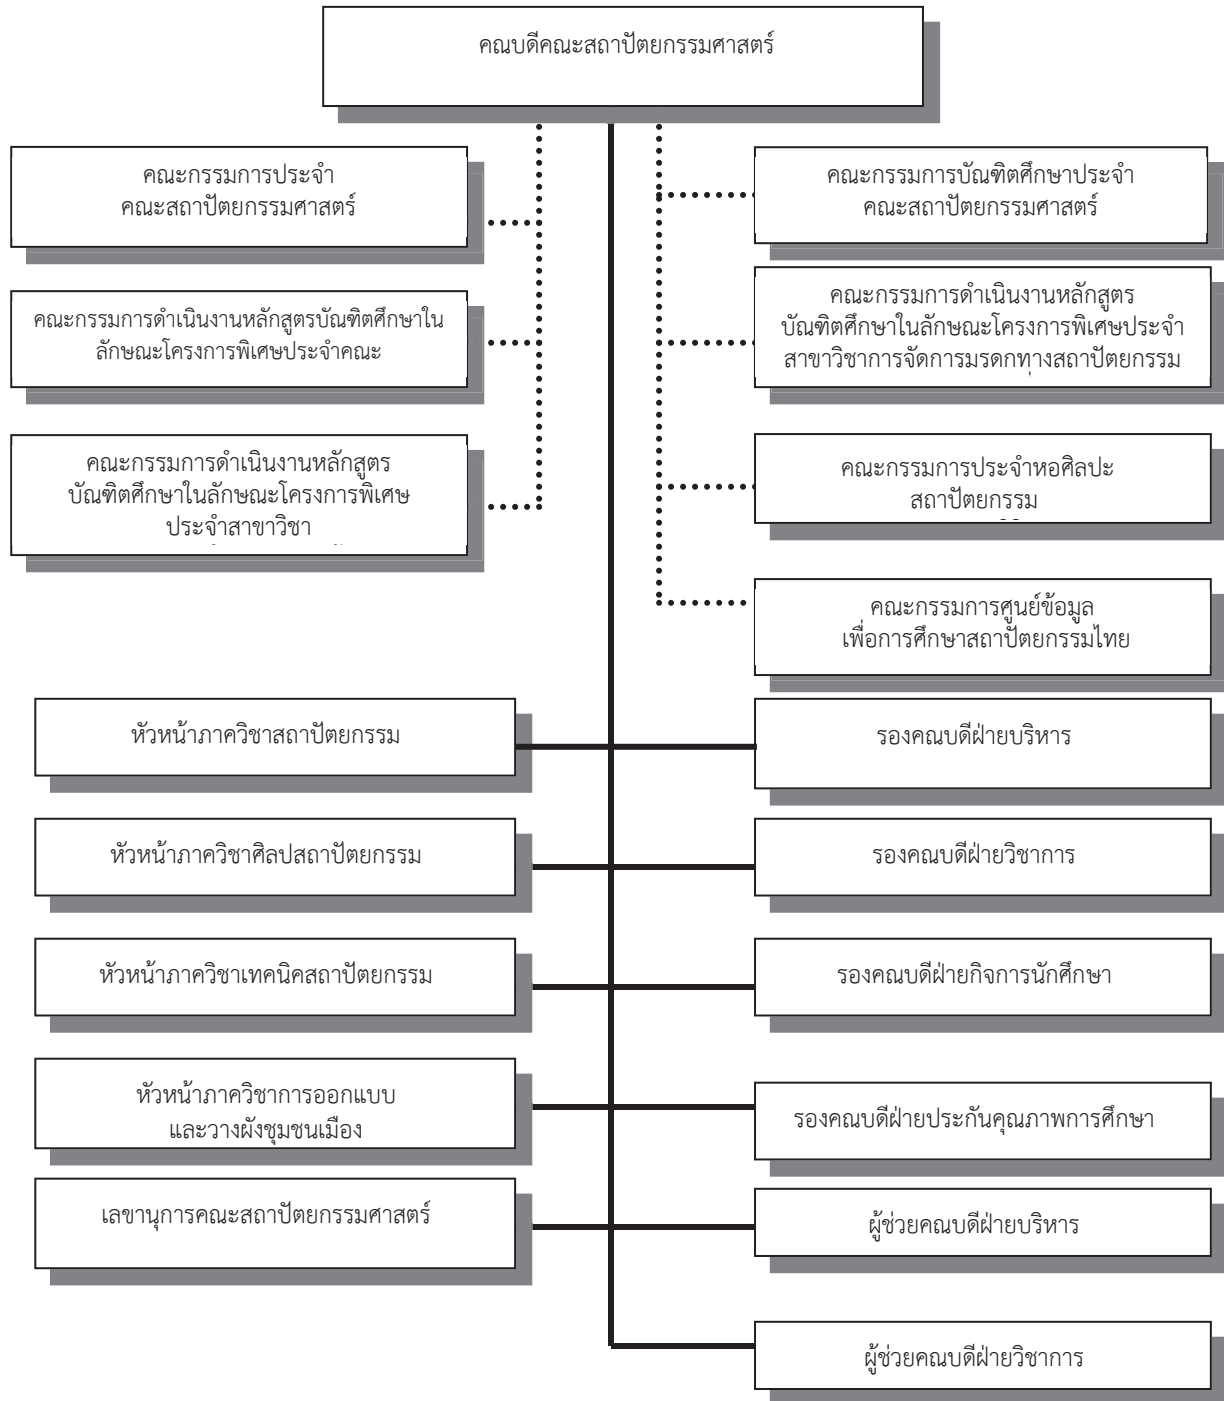 คณบดีคณะสถาปัตยกรรมศาสตร์
คณะกรรมการประจำ
คณะสถาปัตยกรรมศาสตร์
คณะกรรมการบัณฑิตศึกษาประจำ
คณะสถาปัตยกรรมศาสตร์
คณะกรรมการดำเนินงานหลักสูตรบัณฑิตศึกษาใน
ลักษณะโครงการพิเศษประจำคณะ
คณะกรรมการดำเนินงานหลักสูตร
บัณฑิตศึกษาในลักษณะโครงการพิเศษประจำ
สาขาวิชาการจัดการมรดกทางสถาปัตยกรรม
คณะกรรมการดำเนินงานหลักสูตร
บัณฑิตศึกษาในลักษณะโครงการพิเศษ
ประจำสาขาวิชา
คณะกรรมการประจำหอศิลปะ
สถาปัตยกรรม
คณะกรรมการศูนย์ข้อมูล
เพื่อการศึกษาสถาปัตยกรรมไทย
หัวหน้าภาควิชาสถาปัตยกรรม
รองคณบดีฝ่ายบริหาร
หัวหน้าภาควิชาศิลปสถาปัตยกรรม
รองคณบดีฝ่ายวิชาการ
หัวหน้าภาควิชาเทคนิคสถาปัตยกรรม
รองคณบดีฝ่ายกิจการนักศึกษา
หัวหน้าภาควิชาการออกแบบ
และวางผังชุมชนเมือง
รองคณบดีฝ่ายประกันคุณภาพการศึกษา
เลขานุการคณะสถาปัตยกรรมศาสตร์
ผู้ช่วยคณบดีฝ่ายบริหาร
ผู้ช่วยคณบดีฝ่ายวิชาการ